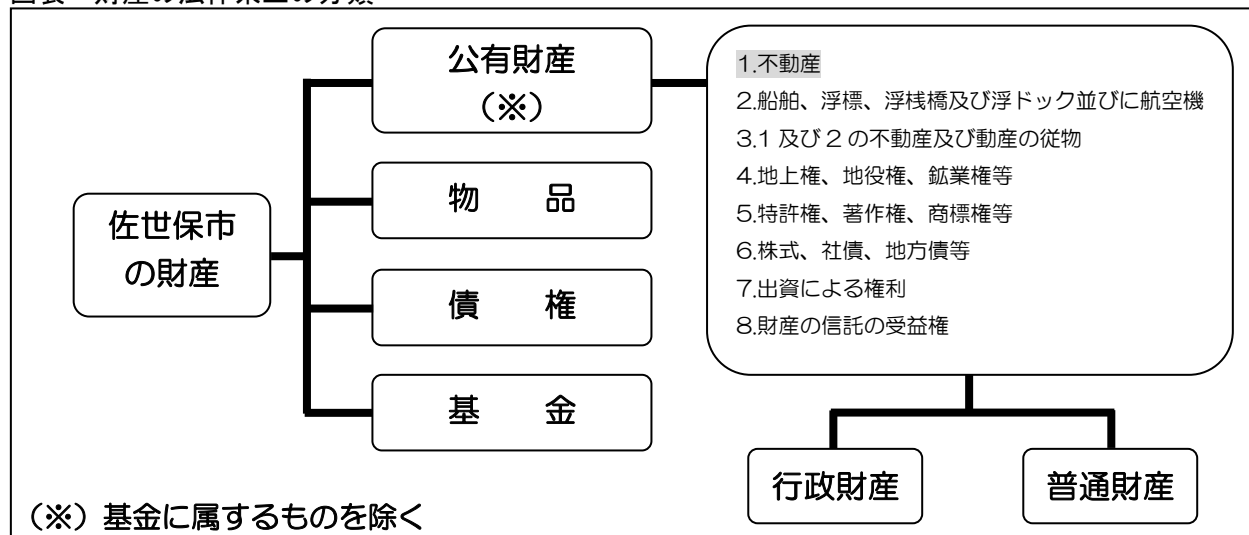 公有財産
（※）
1.不動産
2.船舶、浮標、浮桟橋及び浮ドック並びに航空機
3.1 及び 2 の不動産及び動産の従物
4.地上権、地役権、鉱業権等
5.特許権、著作権、商標権等
6.株式、社債、地方債等
7.出資による権利
8.財産の信託の受益権
物　品
佐世保市
の財産
債　権
基　金
行政財産
普通財産
（※）基金に属するものを除く